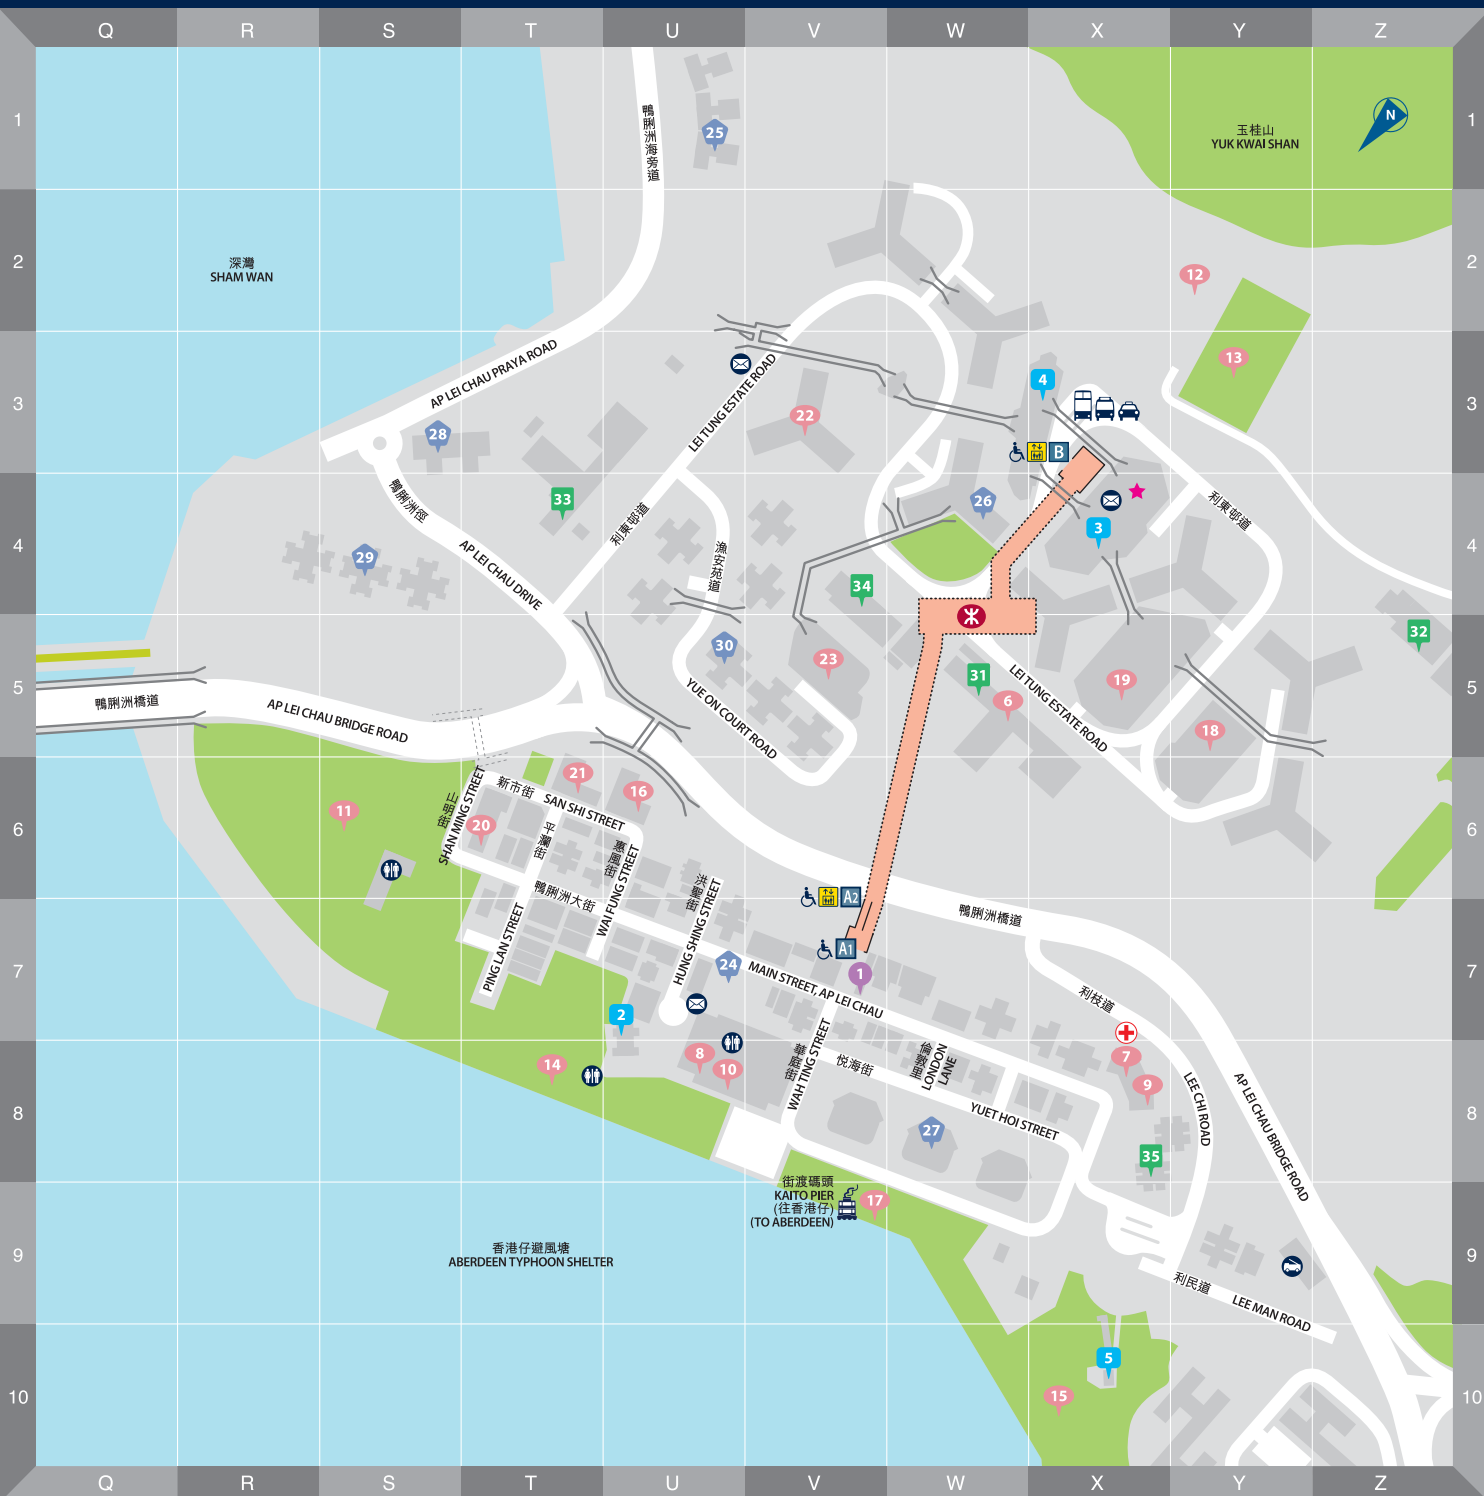 Q R S T U V W X Y Z
1
鴨脷洲海旁道
25
玉桂山
YUK KWAI SHAN
N
1
2
深灣
SHAM WAN
12
2
3
AP LEI CHAU PRAYA ROAD
28
LEI TUNG ESTATE ROAD
22
4
13
B
3
4
鴨脷洲徑
AP LEI CHAU DRIVE
29
33
利東邨道
漁安苑道
34
26
3
利東邨道
4
5
鴨脷洲橋道
AP LEI CHAU BRIDGE ROAD
30
YUE ON COURT ROAD
23
31
6
LEI TUNG ESTATE ROAD
19
18
32
5
6
11
山明街
SHAN MING STREET
20
新市街
SAN SHI STREET
21
16
平瀾街
惠風街
WAI FUNG STREET
鴨脷洲大街
洪聖街
HUNG SHING STREET
A2
6
7
PING LAN STREET
24
MAIN STREET, AP LEI CHAU
A1
1
2
鴨脷洲橋道
利枝道
7
8
14
8
10
華庭街
WAH TING STREET
悅海街
倫敦里
LONDON
LANE
YUET HOI STREET
27
7
9
LEE CHI ROAD
35
AP LEI CHAU BRIDGE ROAD
8
9
香港仔避風塘
ABERDEEN TYPHOON SHELTER
街渡碼頭
KAITO PIER
(往香港仔)
(TO ABERDEEN)
17
利民道
LEE MAN ROAD
9
10
15
5
10
Q R S T U V W X Y Z